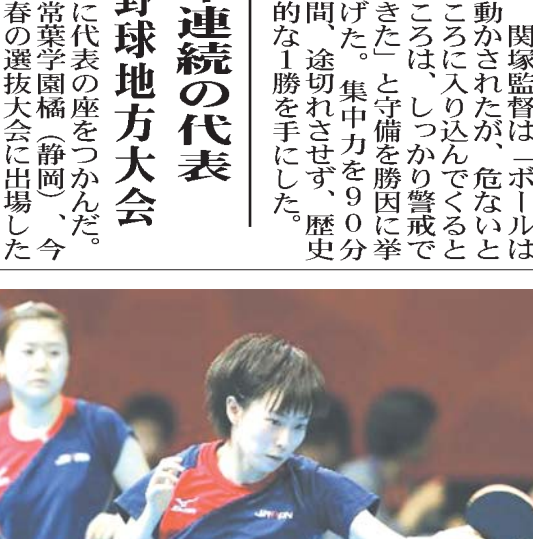 関塚監督は「ボールは
動かされたが、危ないと
ころに入り込んでくると
ころは、しっかり警戒で
きた」と守備を勝因に挙
げた。集中力を９０分
間、途切れさせず、歴史
的な１勝を手にした。
連続の代表
野球地方大会
に代表の座をつかんだ。
常葉学園橘（静岡）、今
春の選抜大会に出場した
JAPAN